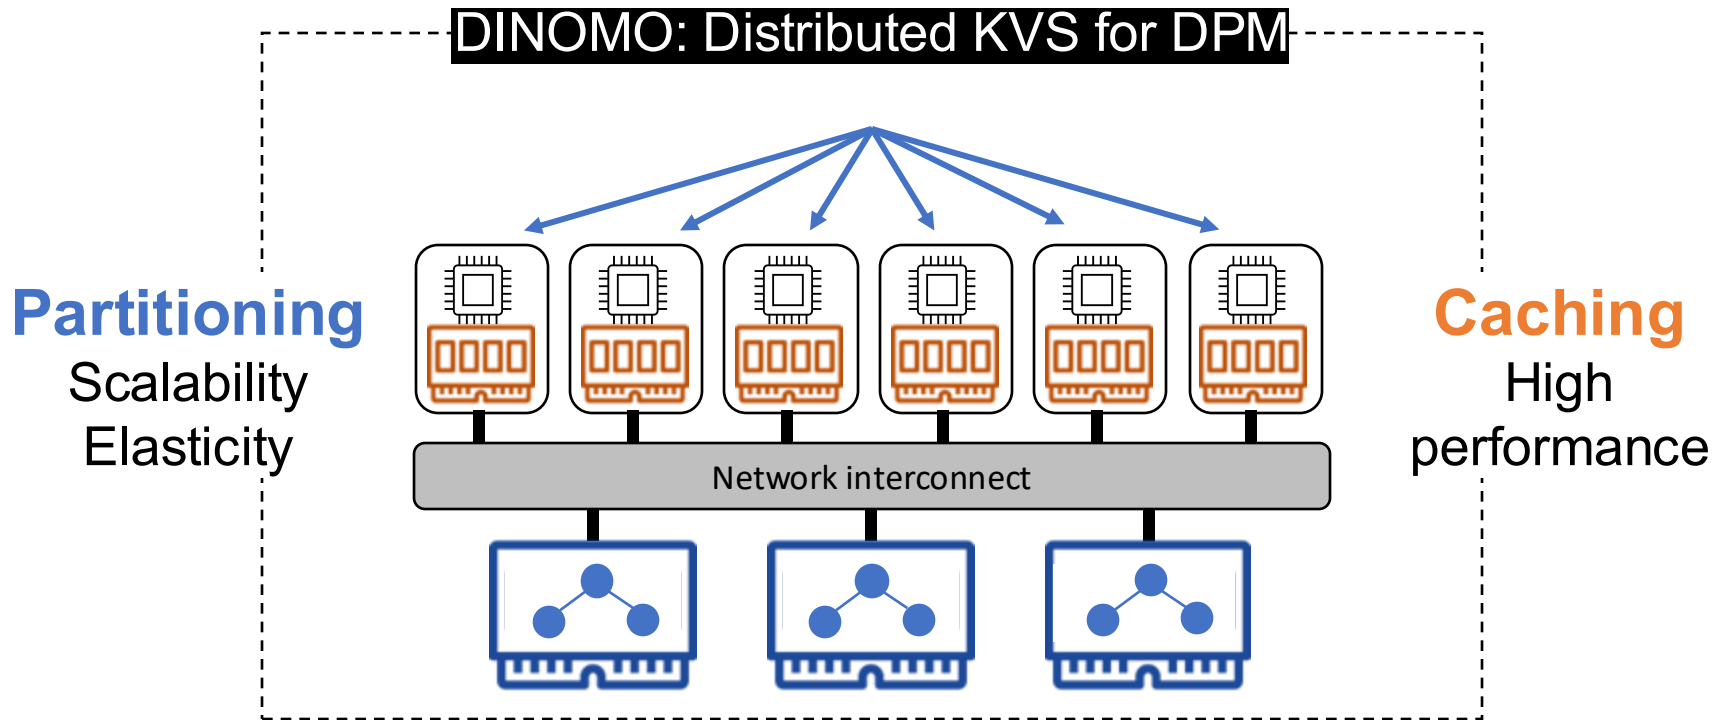 DINOMO: Distributed KVS for DPM
Partitioning
Scalability
Elasticity
Caching
High
performance
Network interconnect